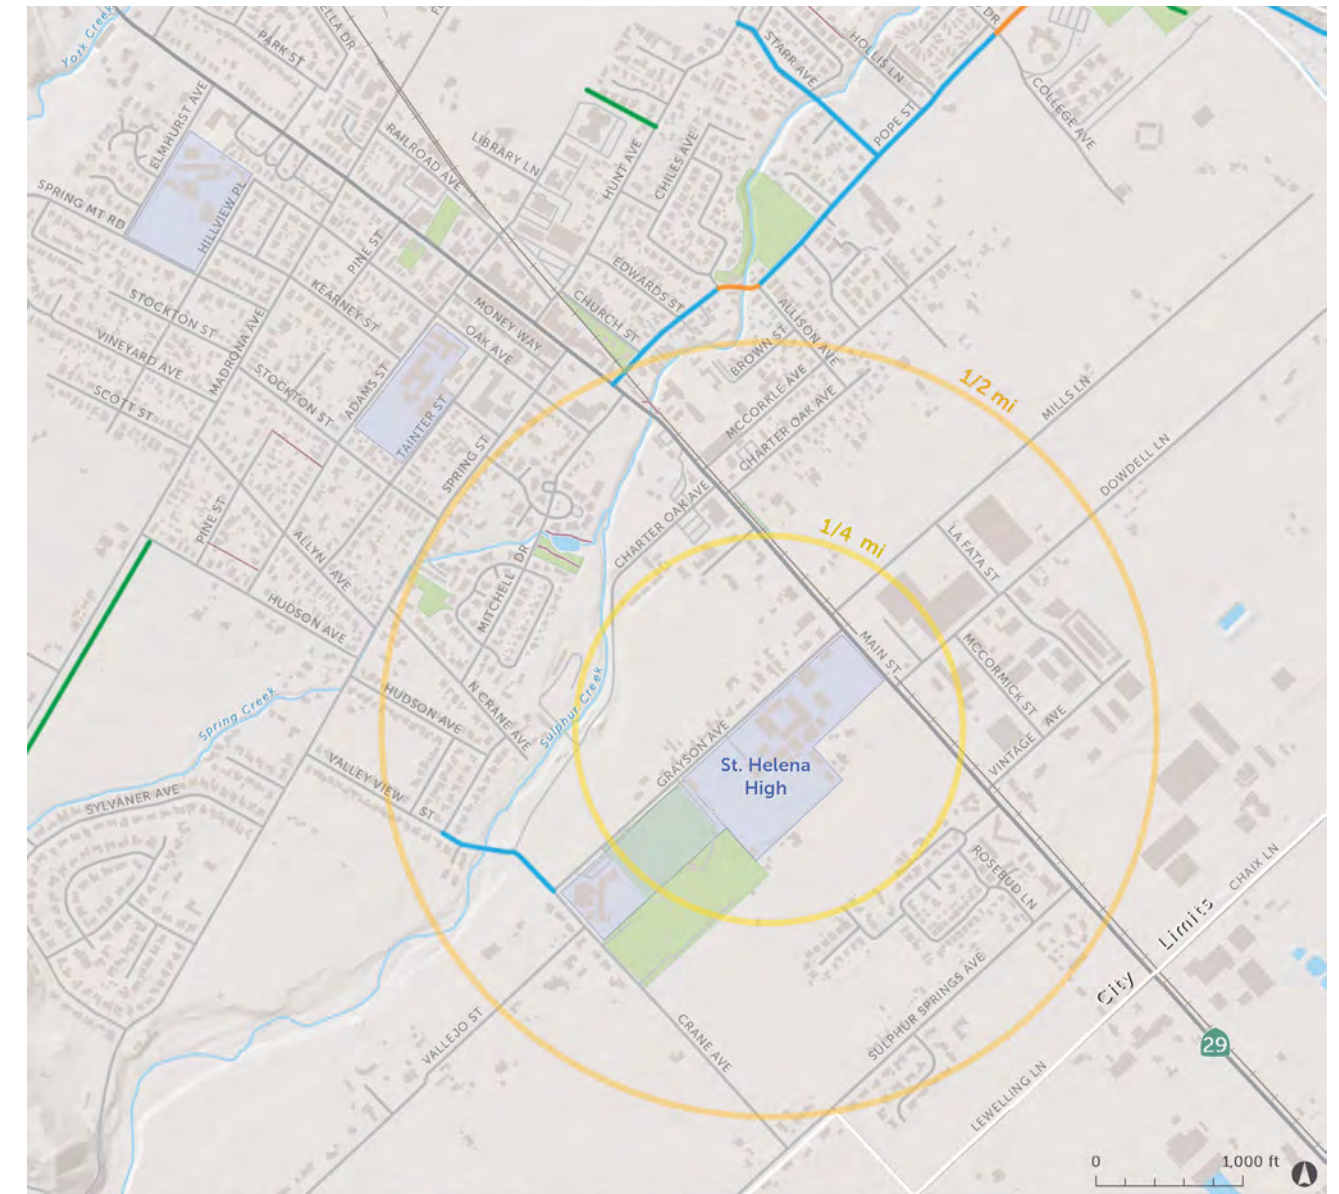 York Creek
PARK ST
ELLA DR
DR
STARR AVE
HOLLIS LN
COLLEGE AVE
POPE ST
ELMHURST AVE
RAILROAD AVE
LIBRARY LN
HUNT AVE
CHILES AVE
SPRING MT RD
HILLVIEW PL
PINE ST
EDWARDS ST
STOCKTON ST
KEARNEY ST
MONEY WAY
CHURCH ST
ALLISON AVE
VINEYARD AVE
MADRONA AVE
OAK AVE
BROWN ST
SCOTT ST
STOCKTON ST
ADAMS ST
TAINTER ST
MCCORKLE AVE
1/2 mi
MILLS LN
SPRING ST
CHARTER OAK AVE
DOWDELL LN
PINE ST
ALLYN AVE
MITCHELL DR
CHARTER OAK AVE
1/4 mi
LA FATA ST
HUDSON AVE
MAIN ST
MCCORMICK ST
Spring Creek
HUDSON AVE
N CRANE AVE
Sulphur Creek
GRAYSON AVE
VINTAGE AVE
VALLEY VIEW ST
St. Helena
High
SYLVANER AVE
ROSEBUD LN
CHAIX LN
City Limits
SULPHUR SPRINGS AVE
VALLEJO ST
CRANE AVE
29
LEWELLING LN
0 1,000 ft